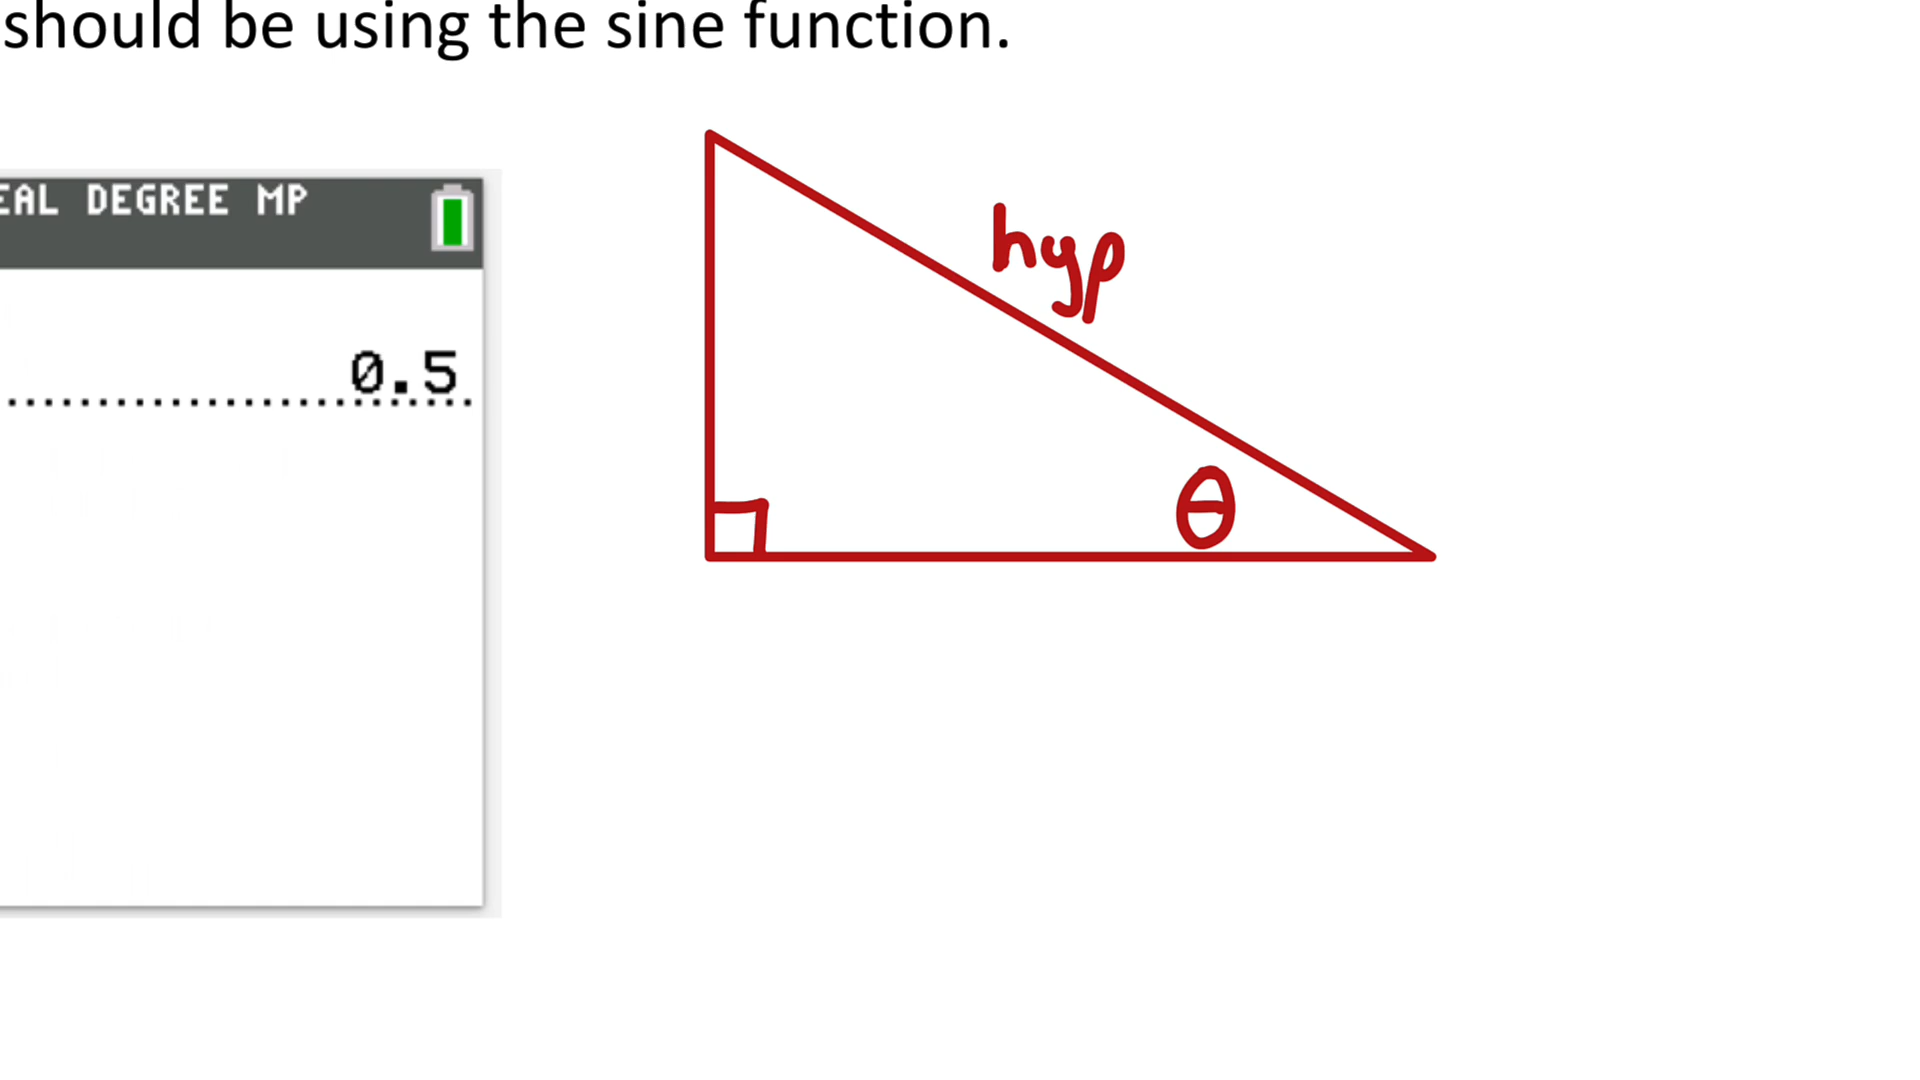 should be using the sine function.
EAL DEGREE MP
0.5
hyp
θ